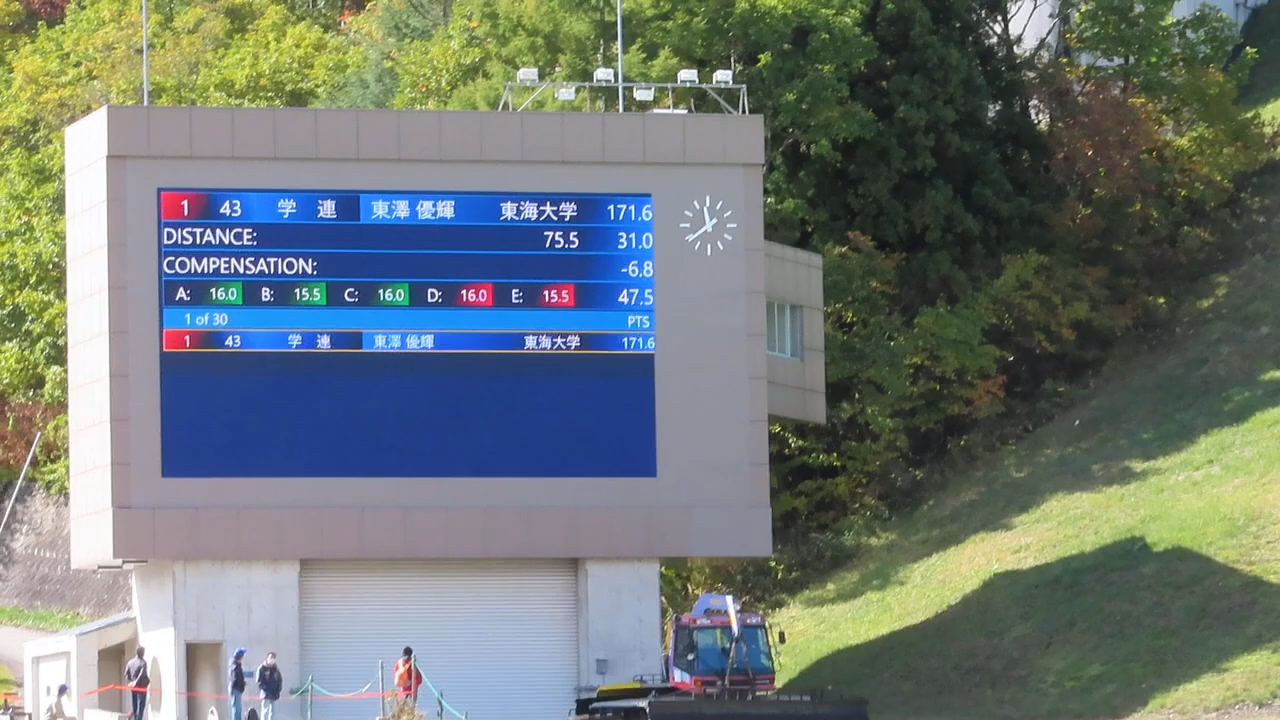 1 43 学 連 東澤 優輝 東海大学 171.6
DISTANCE: 75.5 31.0
COMPENSATION: -6.8
A: 16.0 B: 15.5 C: 16.0 D: 16.0 E: 15.5 47.5
1 of 30 PTS
1 43 学 連 東澤 優輝 東海大学 171.6